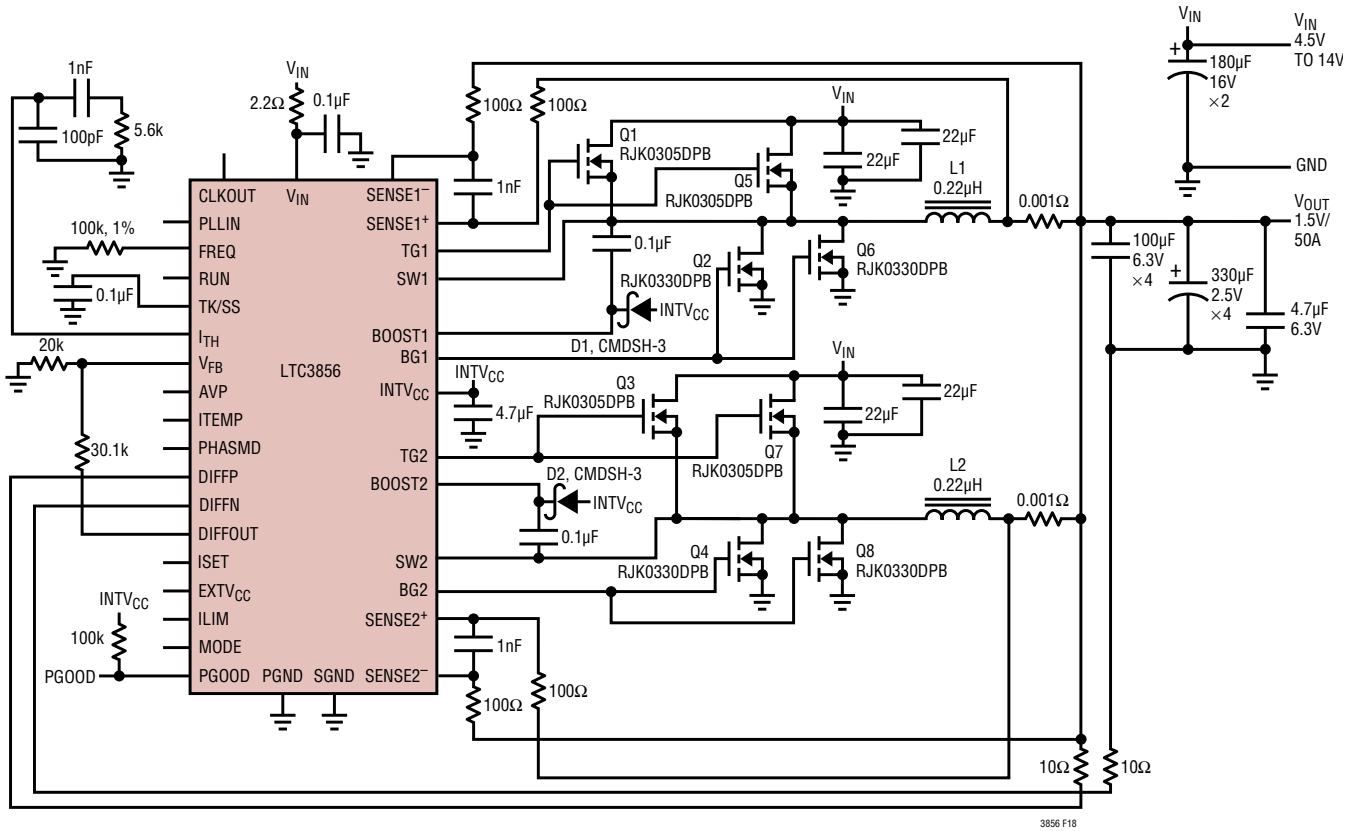 1nF
100pF
5.6k
V_IN
2.2Ω
0.1µF
100Ω
100Ω
1nF
V_IN
Q1
RJK0305DPB
Q5
RJK0305DPB
22µF
22µF
L1
0.22µH
0.001Ω
V_IN
180µF
16V
×2
V_IN
4.5V
TO 14V
GND
V_OUT
1.5V/
50A
100k, 1%
0.1µF
20k
30.1k
CLKOUT
PLLIN
FREQ
RUN
TK/SS
I_TH
V_FB
AVP
ITEMP
PHASMD
DIFFP
DIFFN
DIFFOUT
ISET
EXTV_CC
ILIM
MODE
PGOOD
PGND
SGND
LTC3856
V_IN
SENSE1⁻
SENSE1⁺
TG1
SW1
BOOST1
BG1
INTV_CC
TG2
BOOST2
SW2
BG2
SENSE2⁺
SENSE2⁻
0.1µF
Q2
RJK0330DPB
Q6
RJK0330DPB
INTV_CC
D1, CMDSH-3
100µF
6.3V
×4
330µF
2.5V
×4
4.7µF
6.3V
INTV_CC
4.7µF
Q3
RJK0305DPB
Q7
RJK0305DPB
V_IN
22µF
22µF
D2, CMDSH-3
INTV_CC
0.1µF
L2
0.22µH
0.001Ω
Q4
RJK0330DPB
Q8
RJK0330DPB
INTV_CC
100k
PGOOD
1nF
100Ω
100Ω
10Ω
10Ω
3856 F18